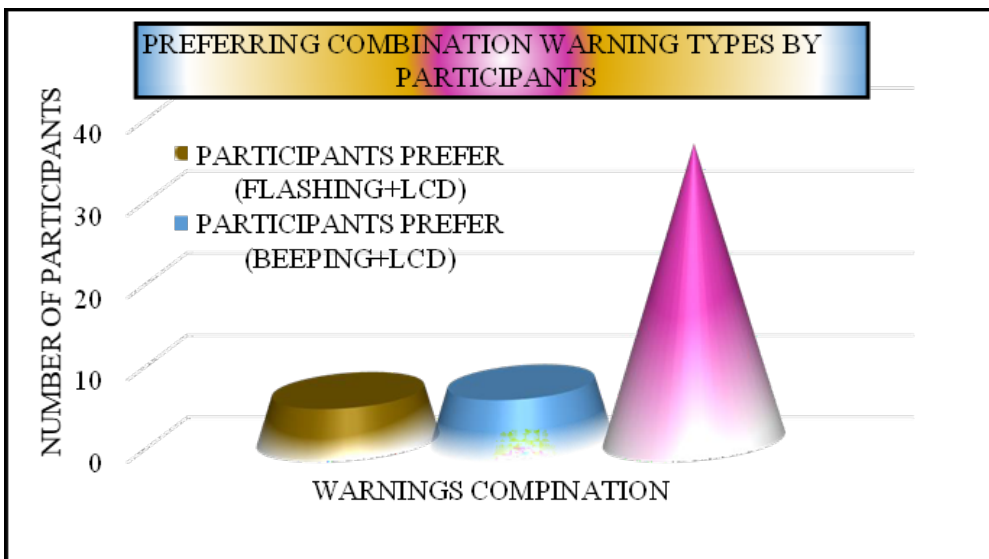 PREFERRING COMBINATION WARNING TYPES BY
PARTICIPANTS
NUMBER OF PARTICIPANTS
40
30
20
10
0
PARTICIPANTS PREFER
(FLASHING+LCD)
PARTICIPANTS PREFER
(BEEPING+LCD)
WARNINGS COMPINATION